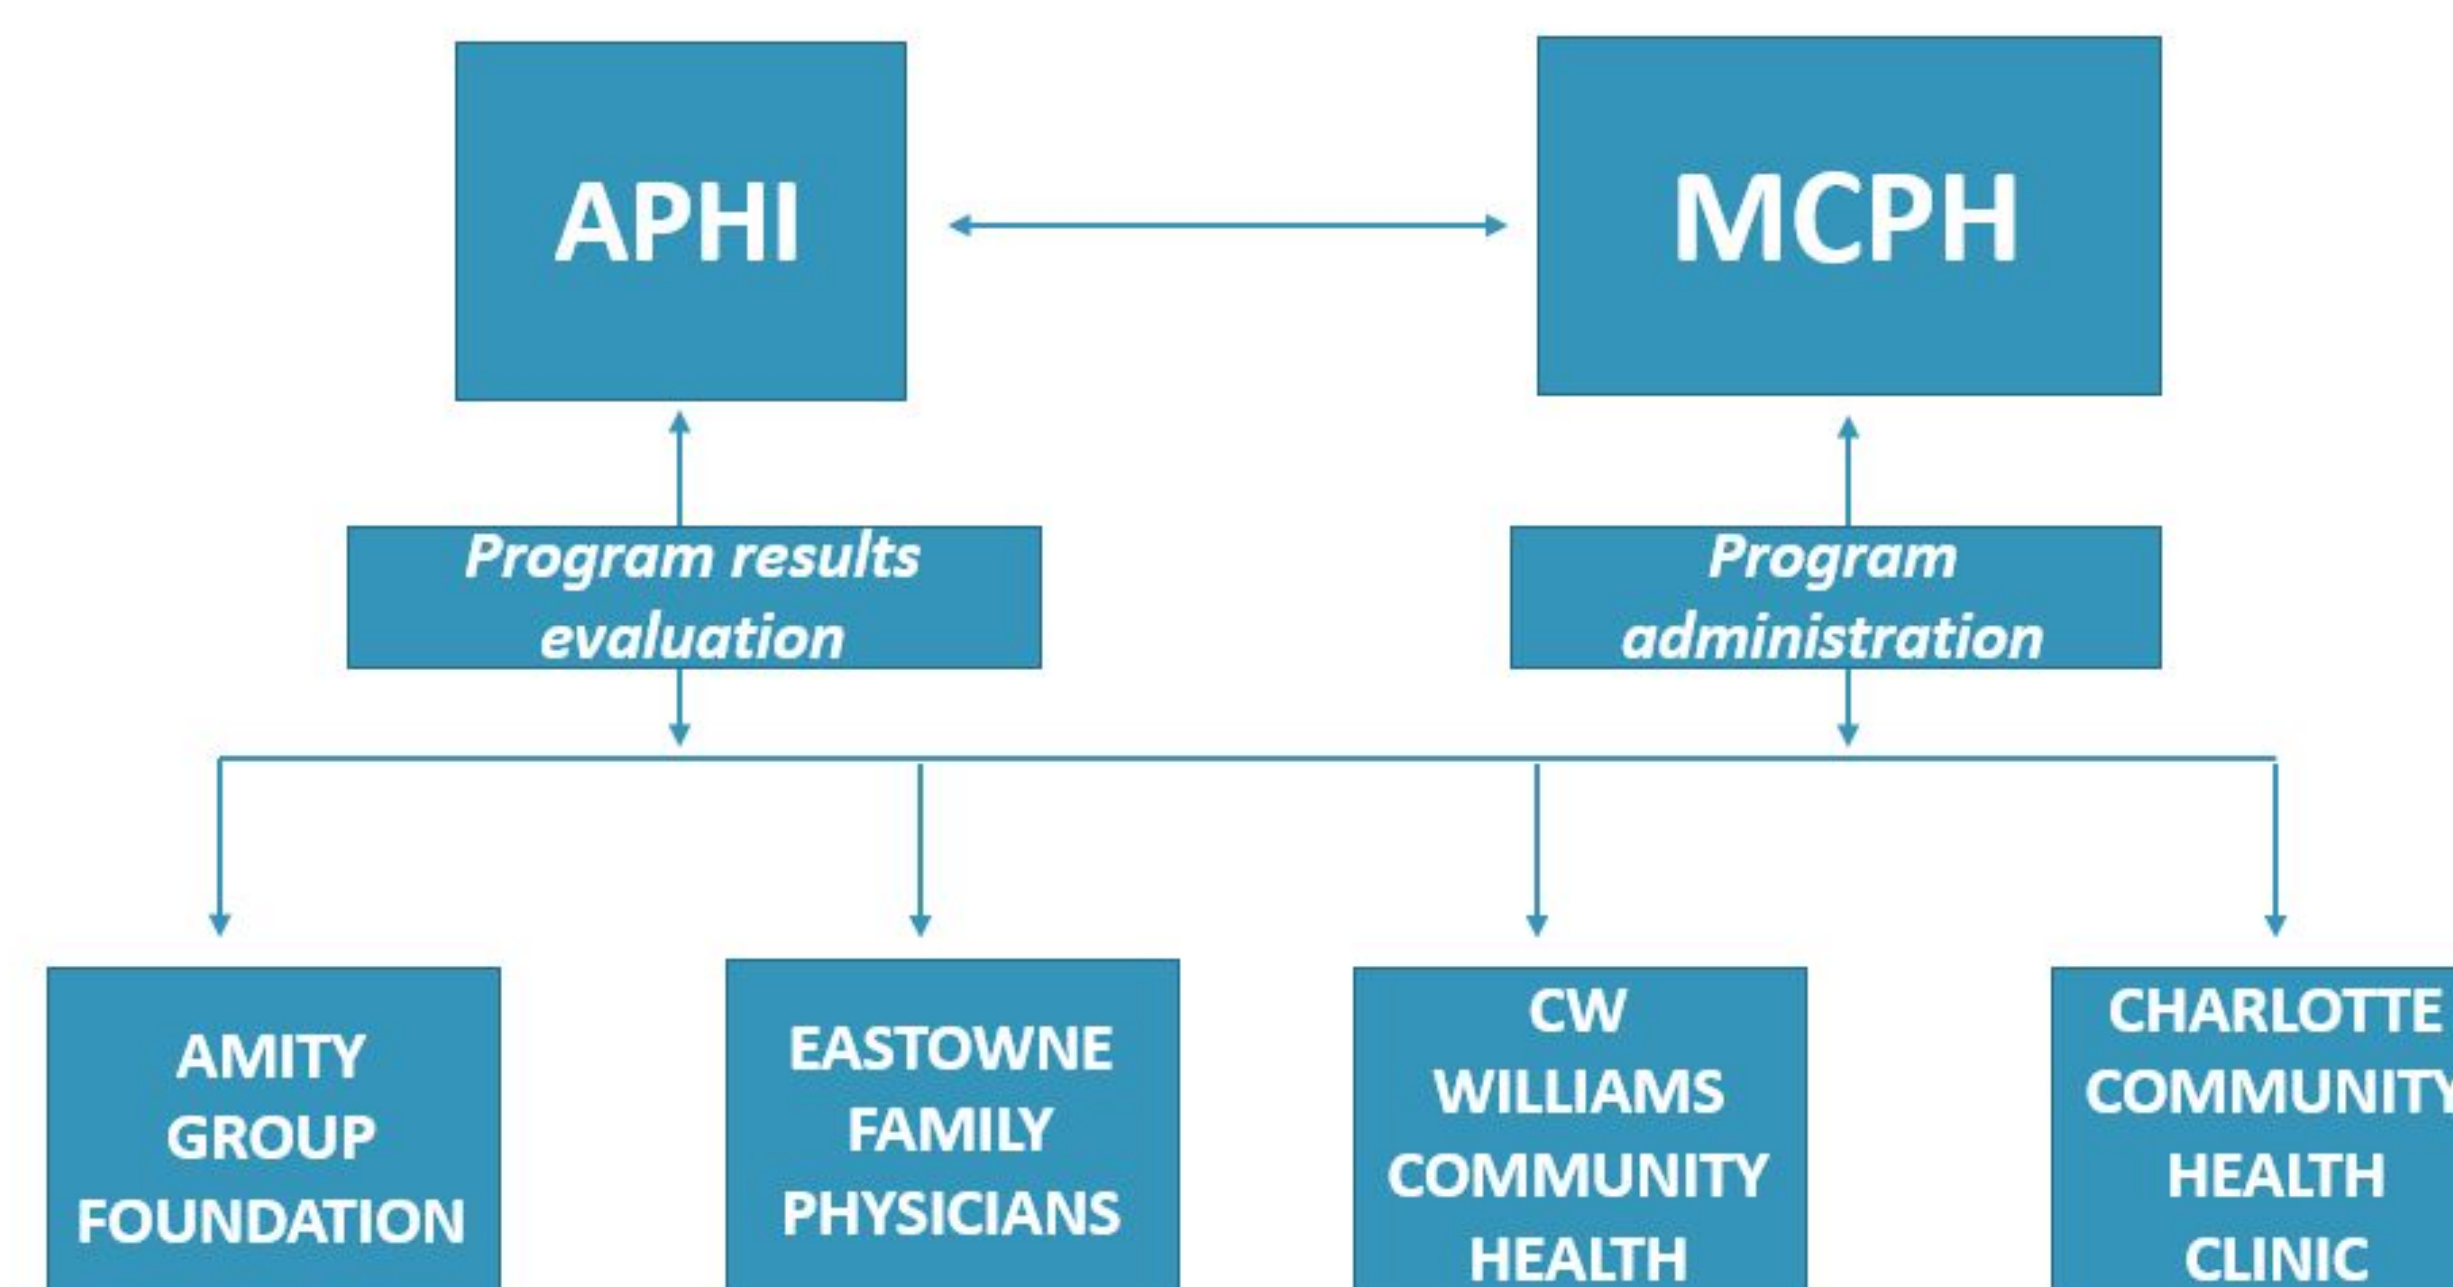 APHI
MCPH
Program results
evaluation
Program
administration
AMITY
GROUP
FOUNDATION
EASTOWNE
FAMILY
PHYSICIANS
CW
WILLIAMS
COMMUNITY
HEALTH
CHARLOTTE
COMMUNITY
HEALTH
CLINIC